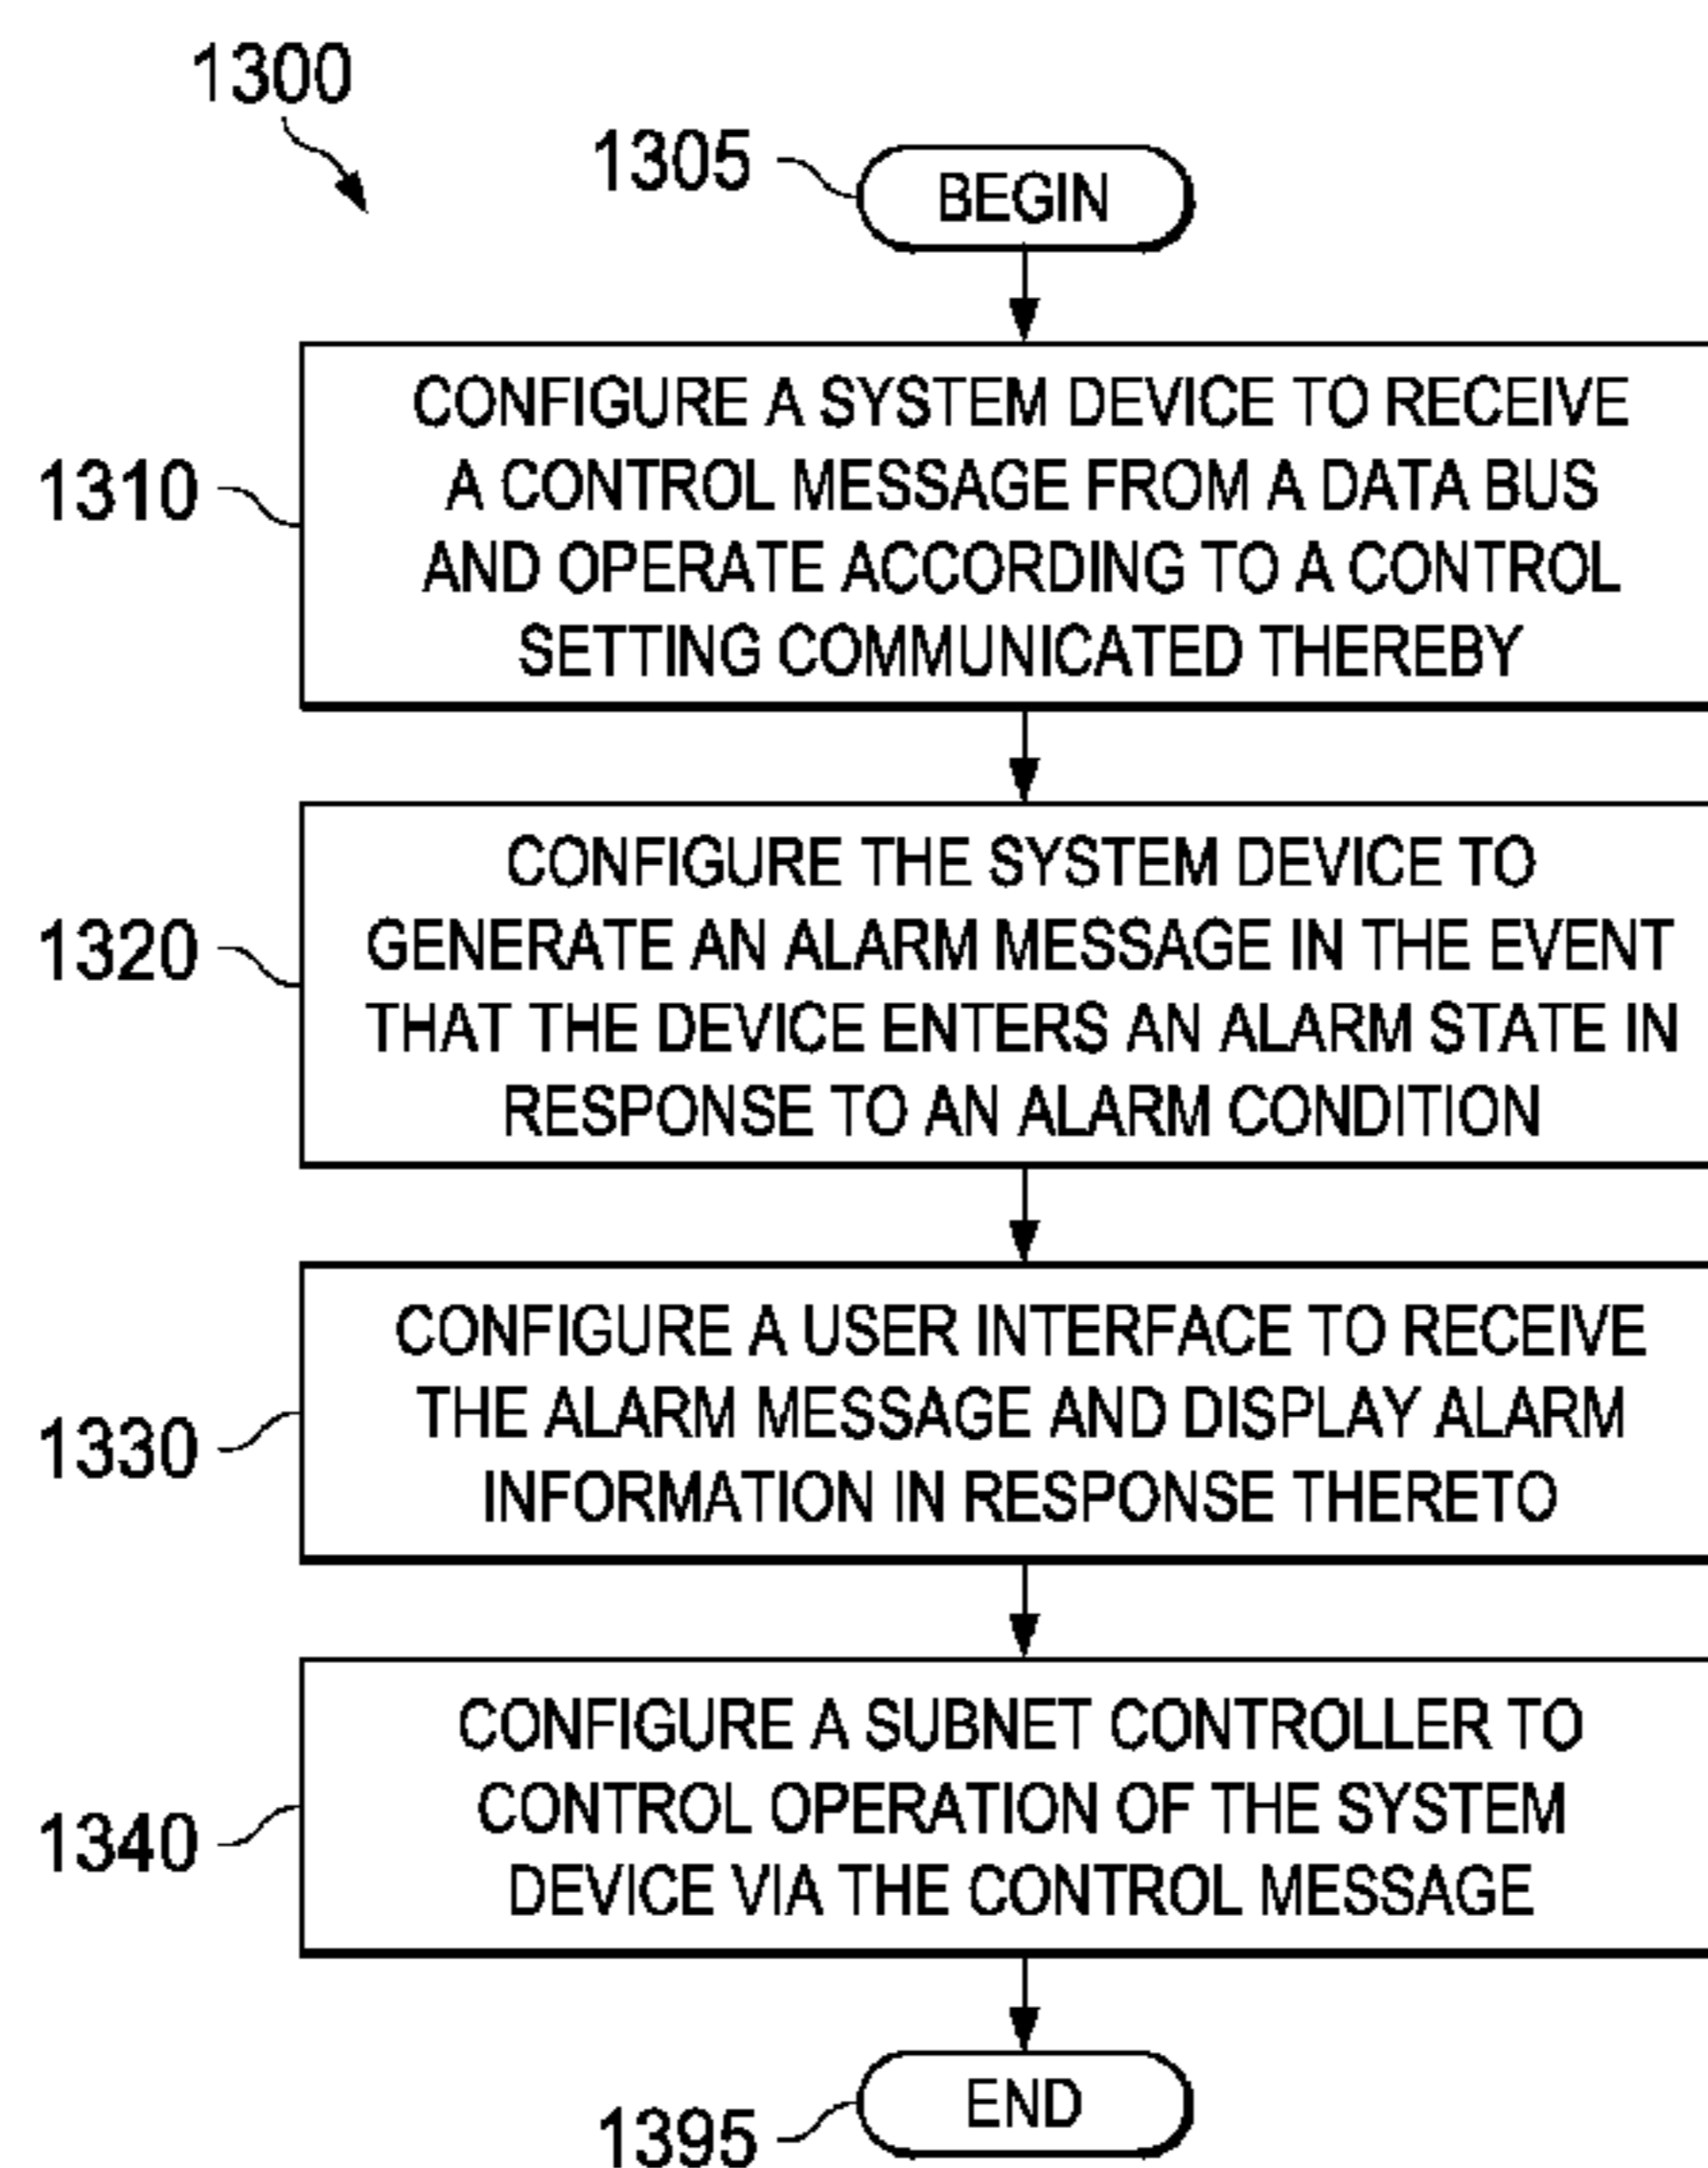 1300
1305
BEGIN
1310
CONFIGURE A SYSTEM DEVICE TO RECEIVE
A CONTROL MESSAGE FROM A DATA BUS
AND OPERATE ACCORDING TO A CONTROL
SETTING COMMUNICATED THEREBY
1320
CONFIGURE THE SYSTEM DEVICE TO
GENERATE AN ALARM MESSAGE IN THE EVENT
THAT THE DEVICE ENTERS AN ALARM STATE IN
RESPONSE TO AN ALARM CONDITION
1330
CONFIGURE A USER INTERFACE TO RECEIVE
THE ALARM MESSAGE AND DISPLAY ALARM
INFORMATION IN RESPONSE THERETO
1340
CONFIGURE A SUBNET CONTROLLER TO
CONTROL OPERATION OF THE SYSTEM
DEVICE VIA THE CONTROL MESSAGE
END
1395